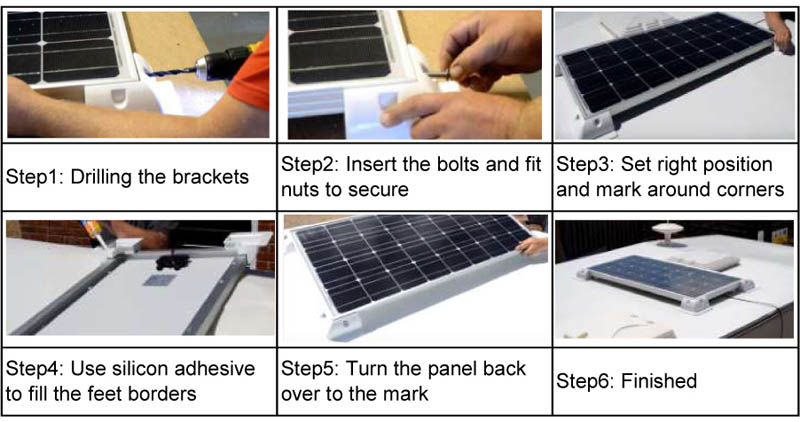 Step1: Drilling the brackets
Step2: Insert the bolts and fit
nuts to secure
Step3: Set right position
and mark around corners
Step4: Use silicon adhesive
to fill the feet borders
Step5: Turn the panel back
over to the mark
Step6: Finished